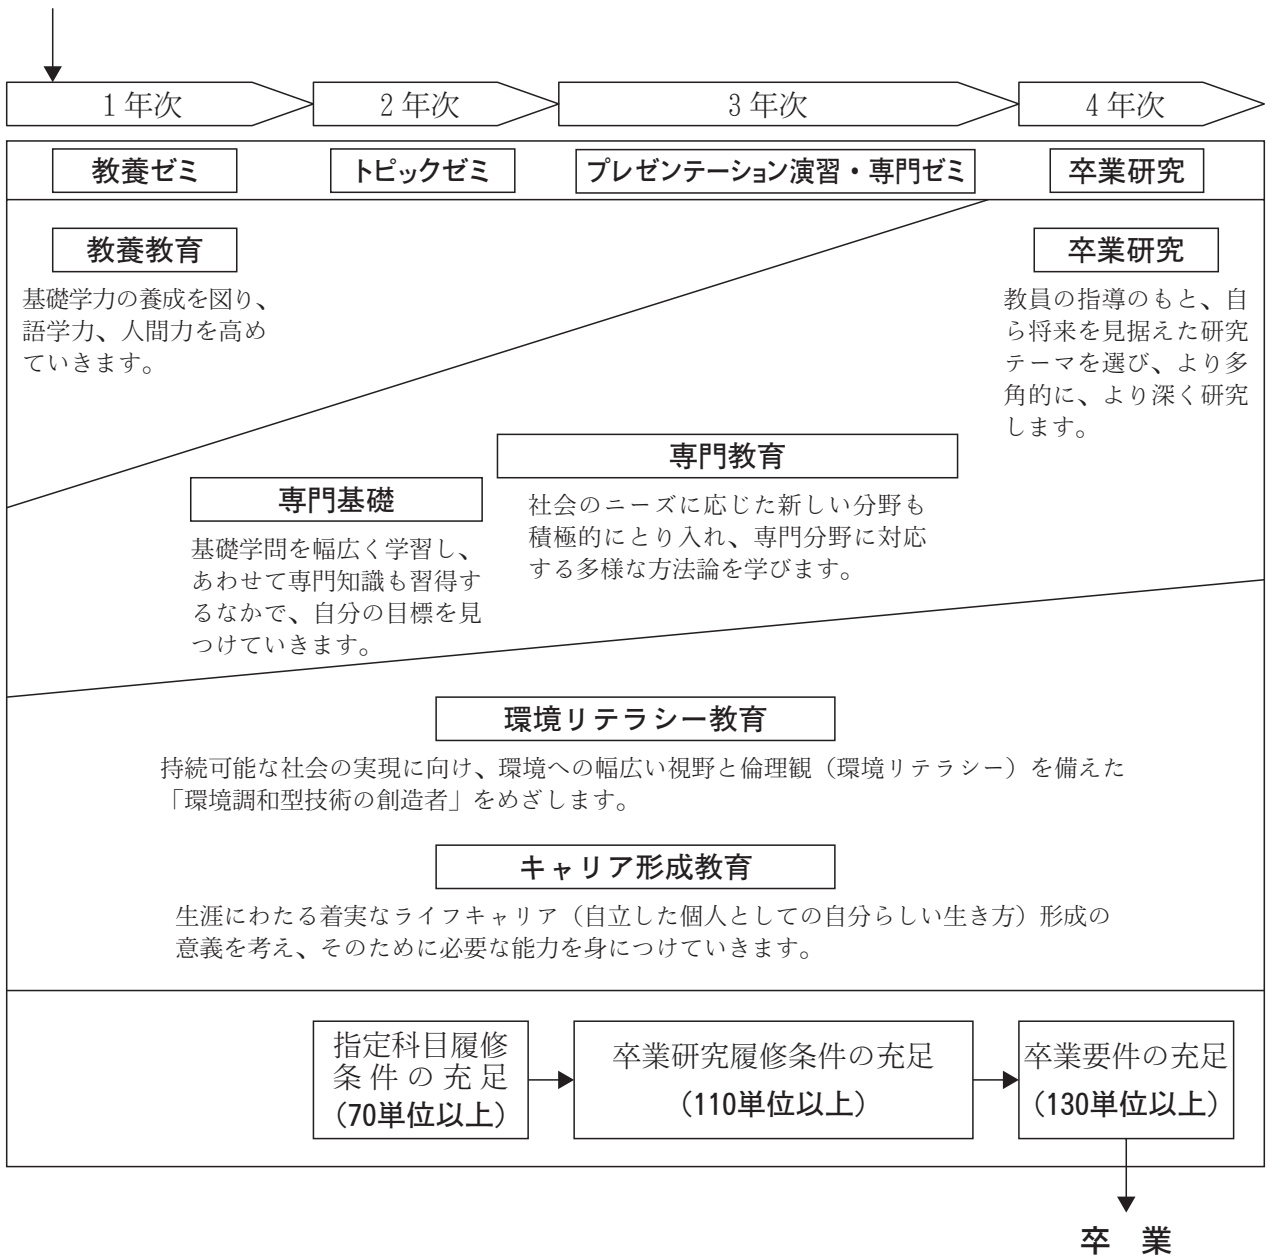 1年次
2年次
3年次
4年次
教養ゼミ
トピックゼミ
プレゼンテーション演習・専門ゼミ
卒業研究
教養教育
基礎学力の養成を図り、
語学力、人間力を高め
ていきます。
卒業研究
教員の指導のもと、自
ら将来を見据えた研究
テーマを選び、より多
角的に、より深く研究
します。
専門基礎
基礎学問を幅広く学習し、
あわせて専門知識も習得す
るなかで、自分の目標を見
つけていきます。
専門教育
社会のニーズに応じた新しい分野も
積極的にとり入れ、専門分野に対応
する多様な方法論を学びます。
環境リテラシー教育
持続可能な社会の実現に向け、環境への幅広い視野と倫理観（環境リテラシー）を備えた
「環境調和型技術の創造者」をめざします。
キャリア形成教育
生涯にわたる着実なライフキャリア（自立した個人としての自分らしい生き方）形成の
意義を考え、そのために必要な能力を身につけていきます。
指定科目履修
条件の充足
（70単位以上）
卒業研究履修条件の充足
（110単位以上）
卒業要件の充足
（130単位以上）
卒　業